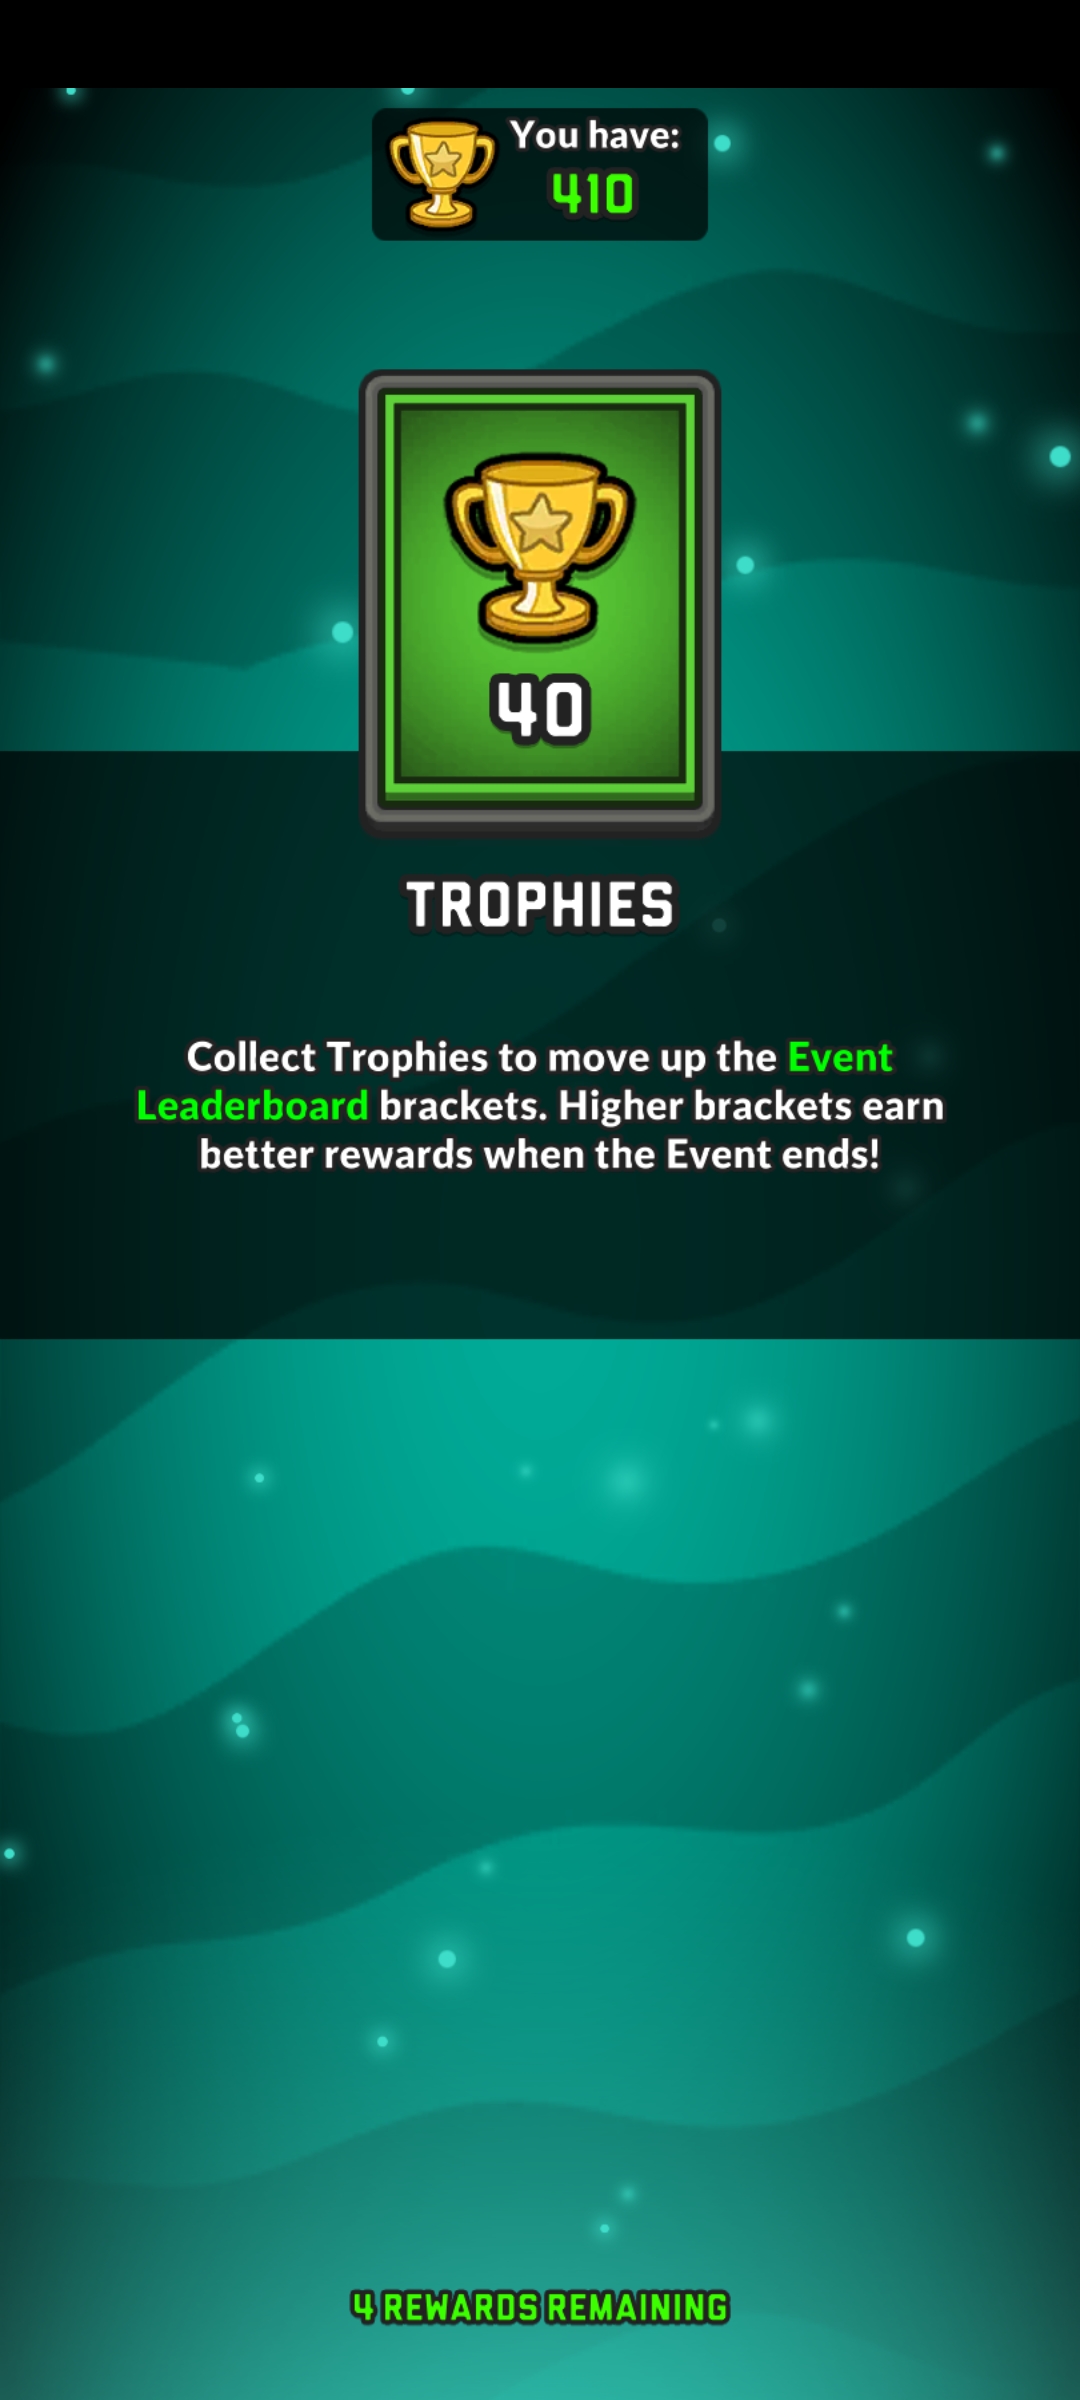 You have:
410
40
TROPHIES
Collect Trophies to move up the Event
Leaderboard brackets. Higher brackets earn
better rewards when the Event ends!
4 REWARDS REMAINING